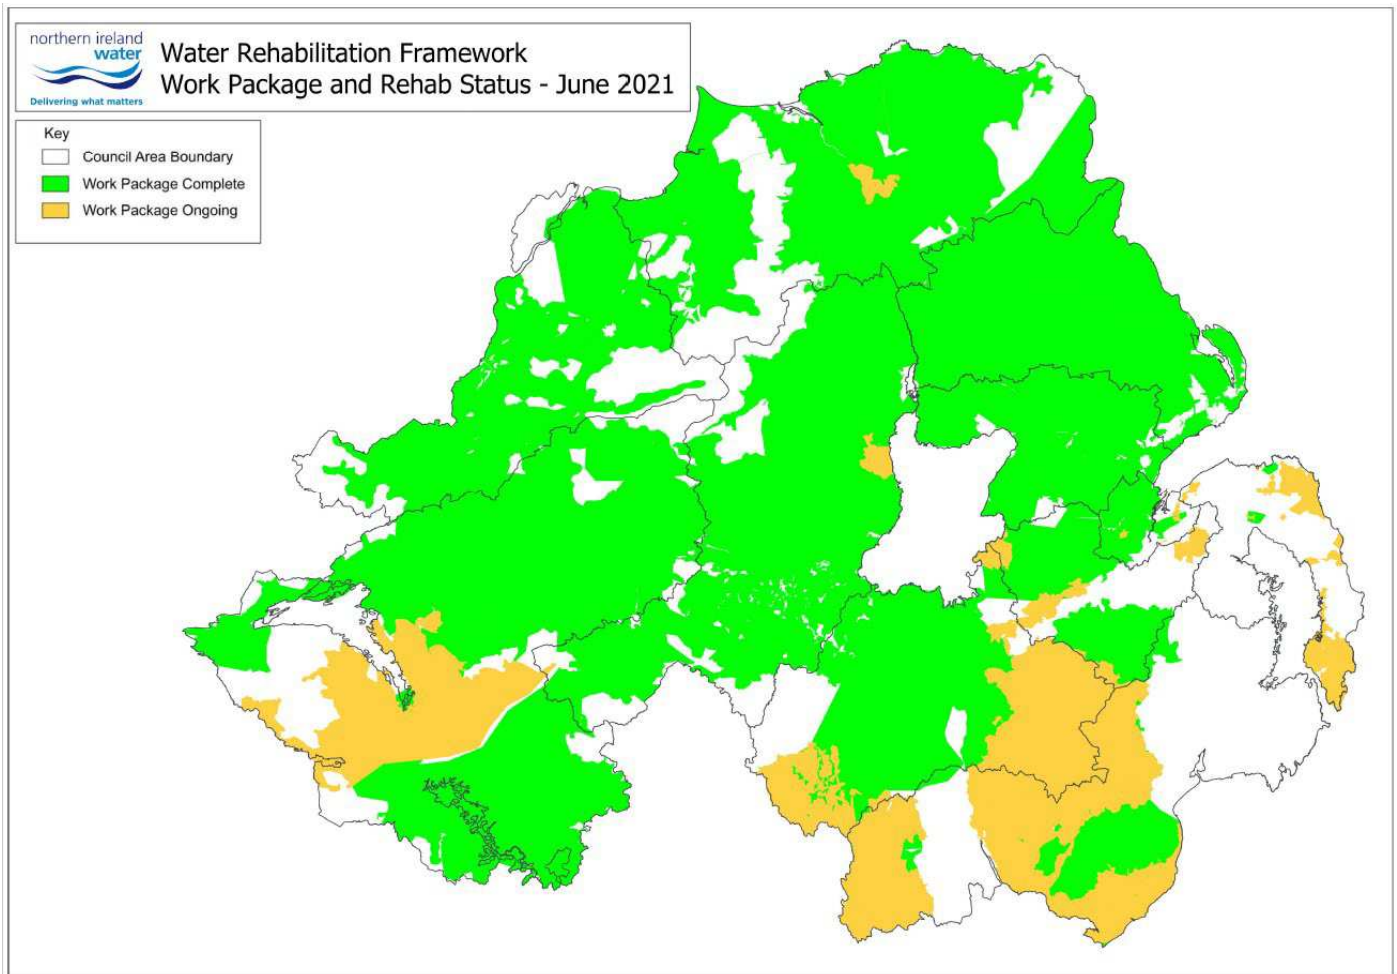 northern ireland
water
Delivering what matters
Water Rehabilitation Framework
Work Package and Rehab Status - June 2021
Key
Council Area Boundary
Work Package Complete
Work Package Ongoing